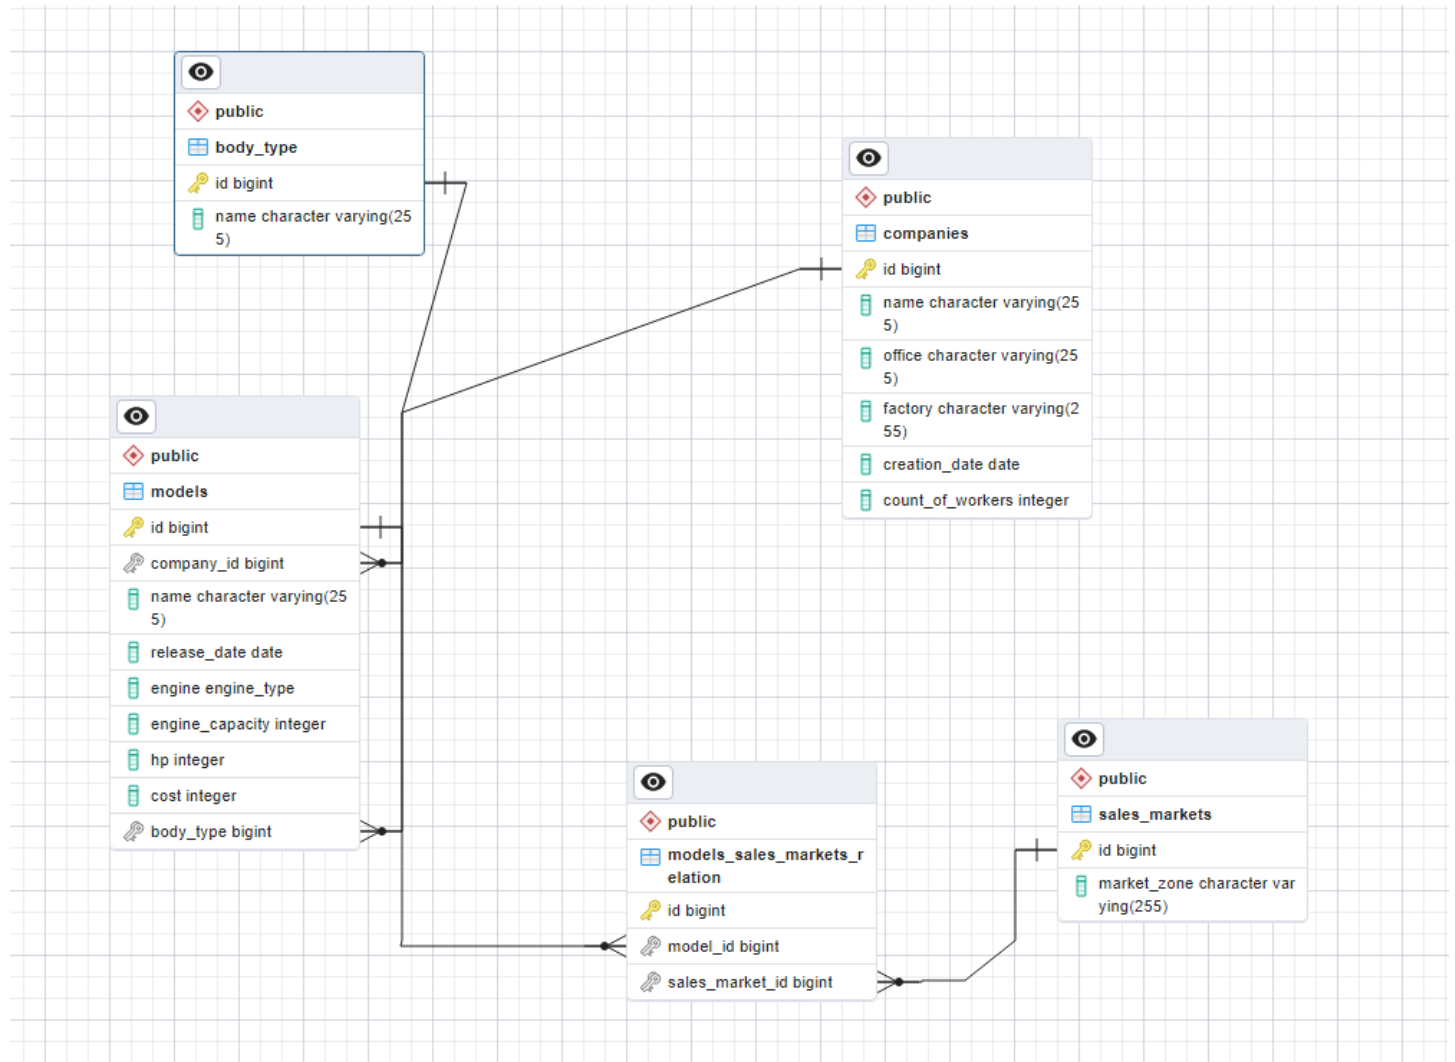 public
body_type
id bigint
name character varying(25
5)
public
companies
id bigint
name character varying(25
5)
office character varying(25
5)
factory character varying(2
55)
creation_date date
count_of_workers integer
public
models
id bigint
company_id bigint
name character varying(25
5)
release_date date
engine engine_type
engine_capacity integer
hp integer
cost integer
body_type bigint
public
models_sales_markets_r
elation
id bigint
model_id bigint
sales_market_id bigint
public
sales_markets
id bigint
market_zone character var
ying(255)